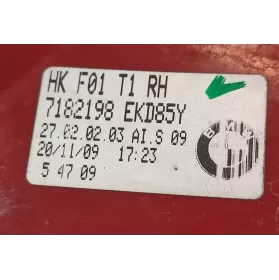 HK F01 T1 RH
7182198 EKD85Y
27.02.02.03 AI.S 09
20/11/09 17:23
5 47 09
BMW